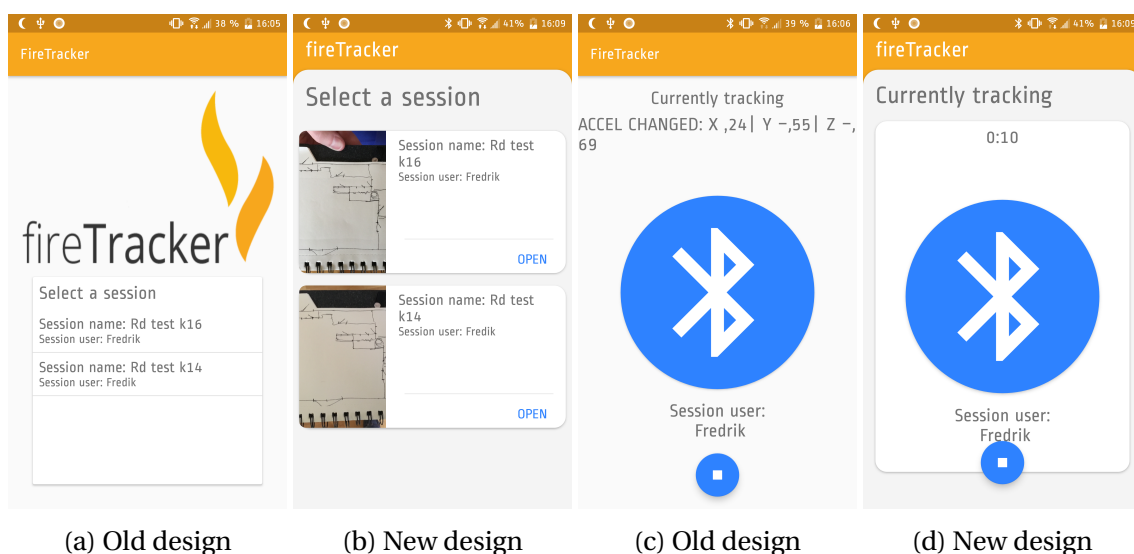 38 % 16:05
FireTracker
fireTracker
Select a session
Session name: Rd test k16
Session user: Fredrik
Session name: Rd test k14
Session user: Fredik
(a) Old design
41% 16:09
fireTracker
Select a session
Session name: Rd test
k16
Session user: Fredrik
OPEN
Session name: Rd test
k14
Session user: Fredik
OPEN
(b) New design
39 % 16:06
FireTracker
Currently tracking
ACCEL CHANGED: X ,24| Y -,55| Z -,
69
Session user:
Fredrik
(c) Old design
41% 16:09
fireTracker
Currently tracking
0:10
Session user:
Fredrik
(d) New design